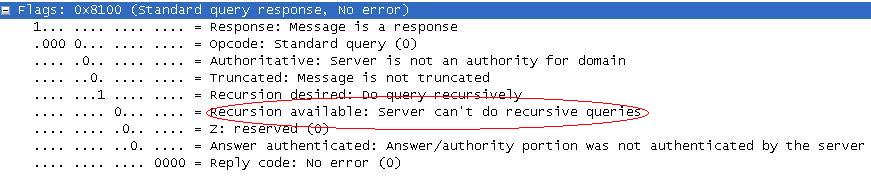 Flags: 0x8100 (Standard query response, No error)
1... .... .... .... = Response: Message is a response
.000 0... .... .... = Opcode: Standard query (0)
.... .0.. .... .... = Authoritative: Server is not an authority for domain
.... ..0. .... .... = Truncated: Message is not truncated
.... ...1 .... .... = Recursion desired: Do query recursively
.... .... 0... .... = Recursion available: Server can't do recursive queries
.... .... .0.. .... = Z: reserved (0)
.... .... ..0. .... = Answer authenticated: Answer/authority portion was not authenticated by the server
.... .... .... 0000 = Reply code: No error (0)